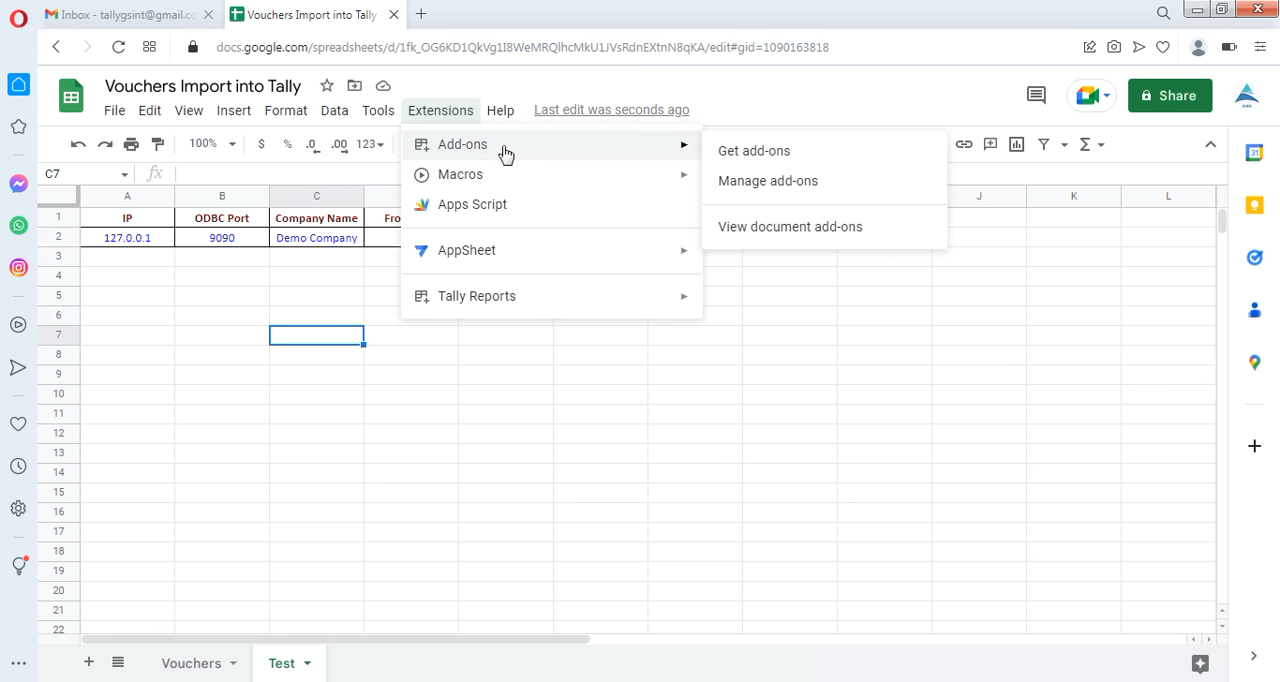 Inbox - tallygsint@gmail.c
Vouchers Import into Tally
docs.google.com/spreadsheets/d/1fk_OG6KD1QkVg1I8WeMRQlhcMkU1JVsRdnEXtnN8qKA/edit#gid=1090163818
Vouchers Import into Tally
File Edit View Insert Format Data Tools Extensions Help Last edit was seconds ago
Share
100% $ % .0 .00 123
Add-ons
Get add-ons
C7 fx
Macros
Manage add-ons
A B C J K L
Apps Script
1 IP ODBC Port Company Name Fro
View document add-ons
2 127.0.0.1 9090 Demo Company
AppSheet
3
4
Tally Reports
5
6
7
8
9
10
11
12
13
14
15
16
17
18
19
20
21
22
Vouchers Test
31